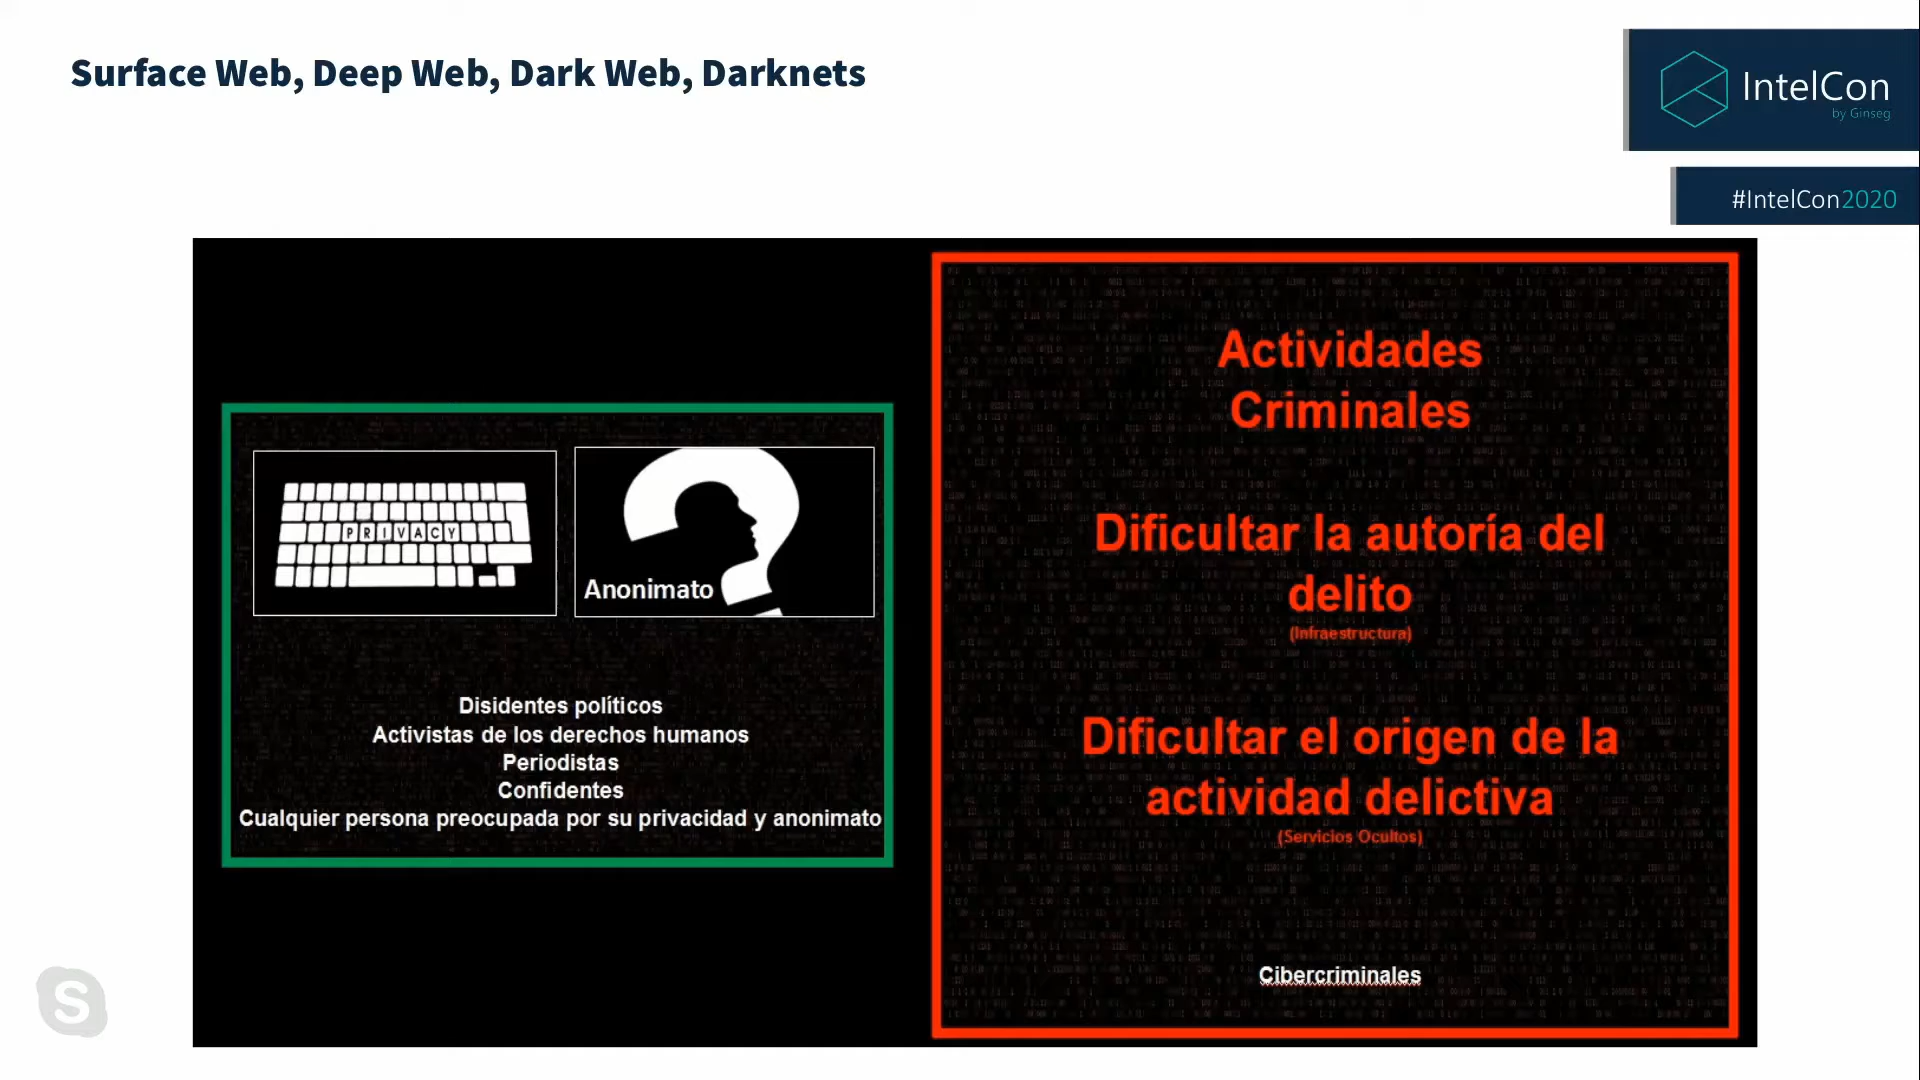 Surface Web, Deep Web, Dark Web, Darknets
IntelCon
by Ginseg
#IntelCon2020
PRIVACY
Anonimato
Disidentes políticos
Activistas de los derechos humanos
Periodistas
Confidentes
Cualquier persona preocupada por su privacidad y anonimato
Actividades
Criminales
Dificultar la autoría del
delito
(Infraestructura)
Dificultar el origen de la
actividad delictiva
(Servicios Ocultos)
Cibercriminales
S